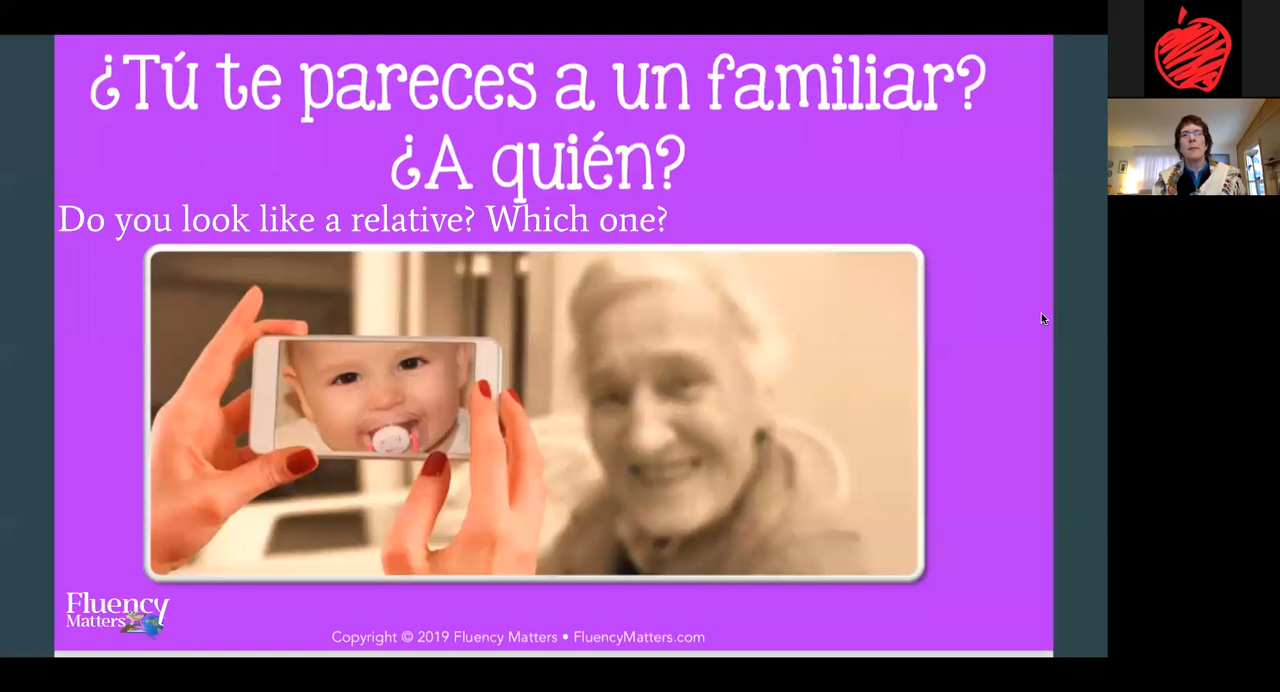 ¿Tú te pareces a un familiar?
¿A quién?
Do you look like a relative? Which one?
Fluency
Matters
Copyright © 2019 Fluency Matters • FluencyMatters.com